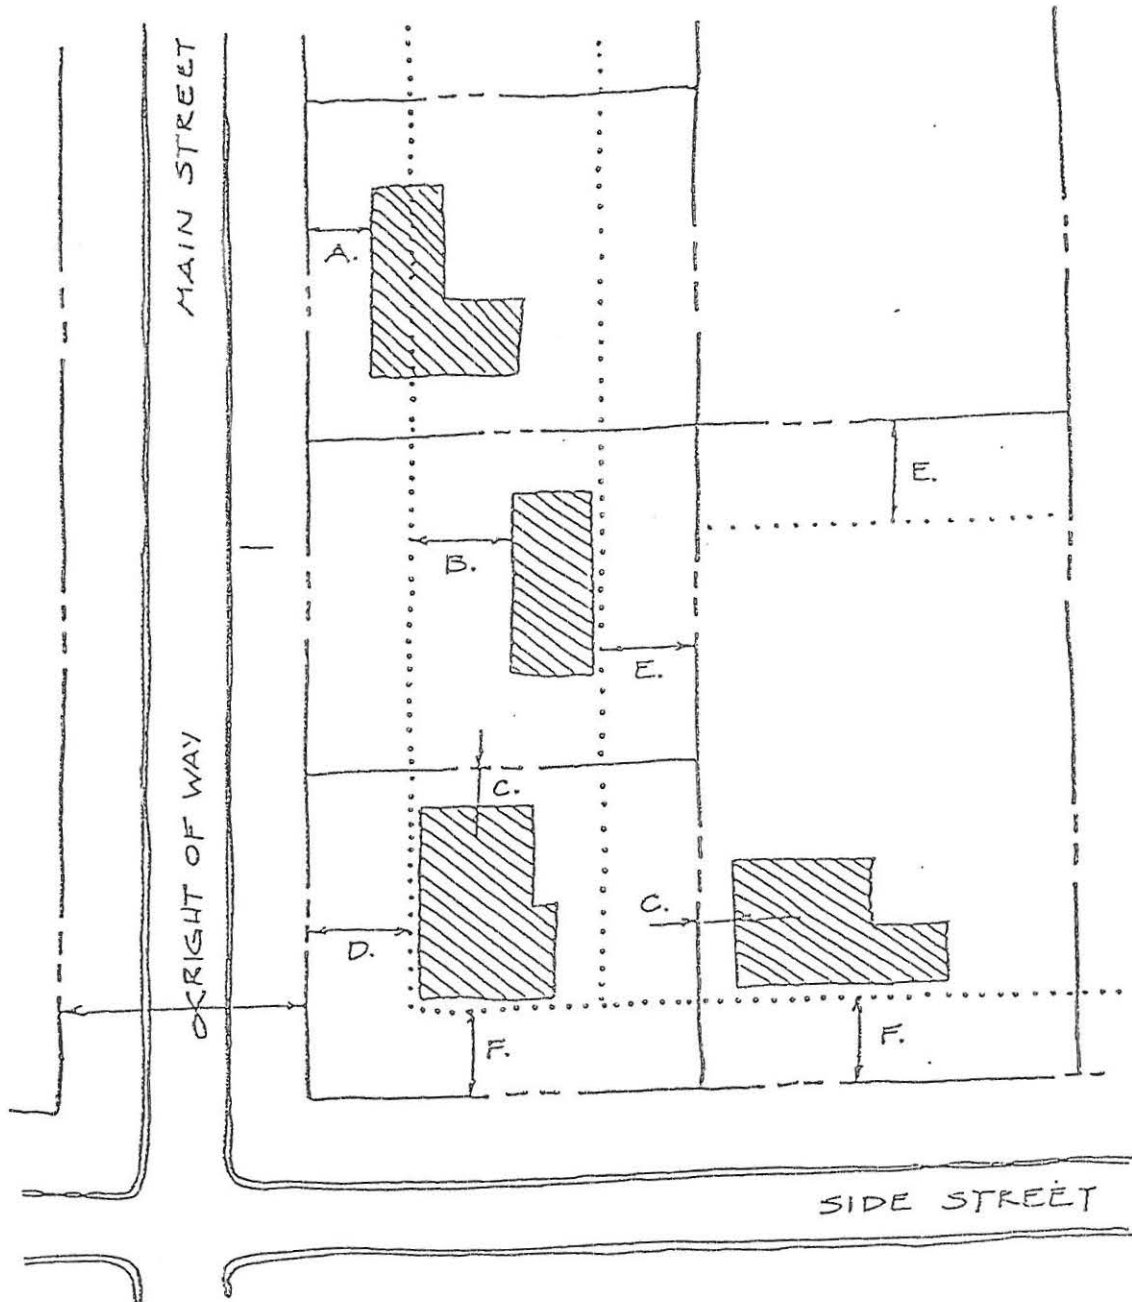 MAIN STREET
A.
E.
B.
E.
C.
RIGHT OF WAY
C.
D.
F.
F.
SIDE STREET